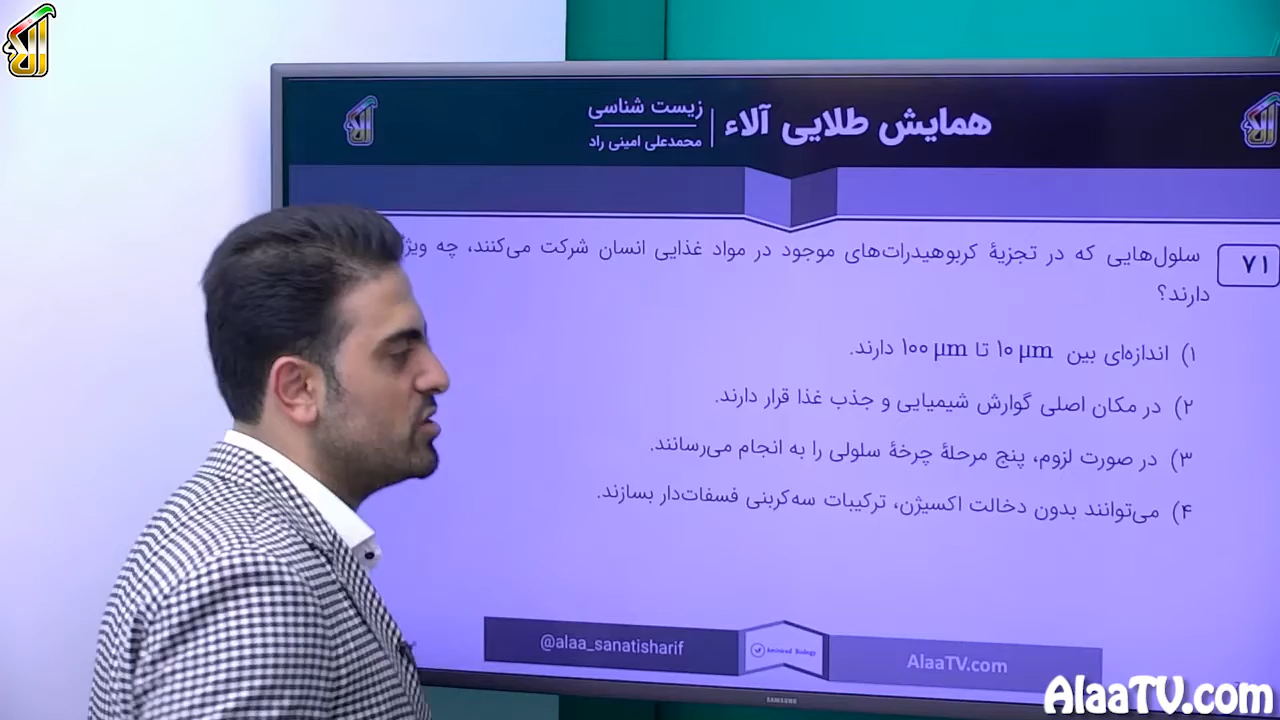 همایش طلایی آلاء
زیست شناسی
محمدعلی امینی راد
۷۱
سلول‌هایی که در تجزیهٔ کربوهیدرات‌های موجود در مواد غذایی انسان شرکت می‌کنند، چه
دارند؟
۱) اندازه‌ای بین ۱۰ μm تا ۱۰۰ μm دارند.
۲) در مکان اصلی گوارش شیمیایی و جذب غذا قرار دارند.
۳) در صورت لزوم، پنج مرحلهٔ چرخهٔ سلولی را به انجام می‌رسانند.
۴) می‌توانند بدون دخالت اکسیژن، ترکیبات سه‌کربنی فسفات‌دار بسازند.
@alaa_sanatisharif
Aminirad Biology
AlaaTV.com
SAMSUNG
AlaaTV.com